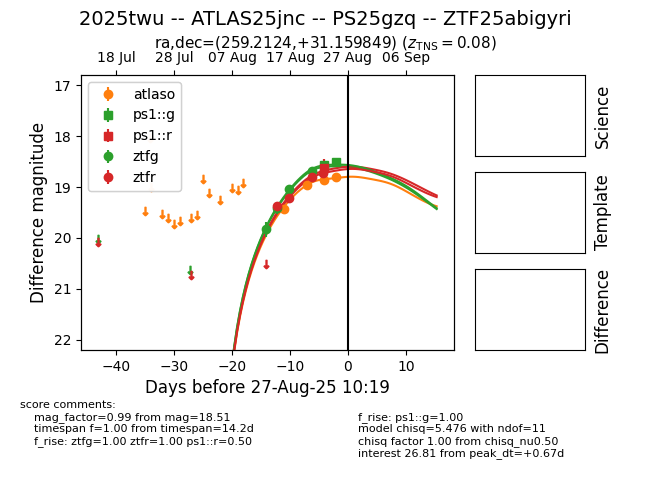 2025twu -- ATLAS25jnc -- PS25gzq -- ZTF25abigyri
ra,dec=(259.2124,+31.159849) (zTNS = 0.08)
18 Jul 28 Jul 07 Aug 17 Aug 27 Aug 06 Sep
17
18
19
20
21
22
Difference magnitude
atlaso
ps1::g
ps1::r
ztfg
ztfr
−40 −30 −20 −10 0 10
Days before 27-Aug-25 10:19
Science
Template
Difference
score comments:
mag_factor=0.99 from mag=18.51
timespan f=1.00 from timespan=14.2d
f_rise: ztfg=1.00 ztfr=1.00 ps1::r=0.50
f_rise: ps1::g=1.00
model chisq=5.476 with ndof=11
chisq factor 1.00 from chisq_nu0.50
interest 26.81 from peak_dt=+0.67d